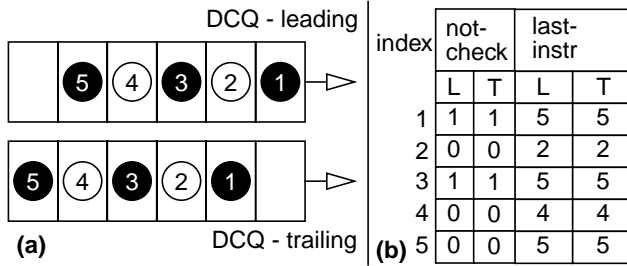 DCQ - leading
5 4 3 2 1
5 4 3 2 1
(a) DCQ - trailing
index not-check last-instr
L T L T
1 1 1 5 5
2 0 0 2 2
3 1 1 5 5
4 0 0 4 4
5 0 0 5 5
(b)